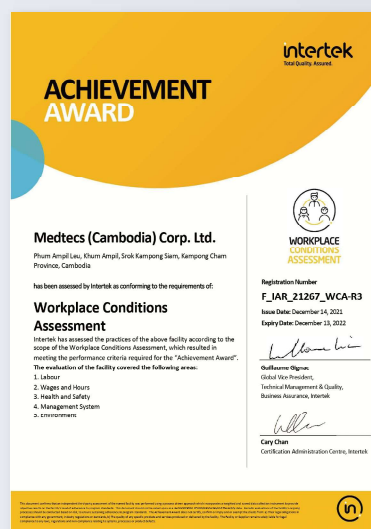 intertek
Total Quality. Assured.
ACHIEVEMENT
AWARD
Medtecs (Cambodia) Corp. Ltd.
Phum Ampil Leu, Khum Ampil, Srok Kampong Siem, Kampong Cham
Province, Cambodia
has been assessed by Intertek as conforming to the requirements of:
Workplace Conditions
Assessment
Intertek has assessed the practices of the above facility according to the
scope of the Workplace Conditions Assessment, which resulted in
meeting the performance criteria required for the "Achievement Award".
The evaluation of the facility covered the following areas:
1. Labour
2. Wages and Hours
3. Health and Safety
4. Management System
5. Environment
WORKPLACE
CONDITIONS
ASSESSMENT
Registration Number
F_IAR_21267_WCA-R3
Issue Date: December 14, 2021
Expiry Date: December 13, 2022
Guillaume Gignac
Global Vice President,
Technical Management & Quality,
Business Assurance, Intertek
Cary Chan
Certification Administration Centre, Intertek
in